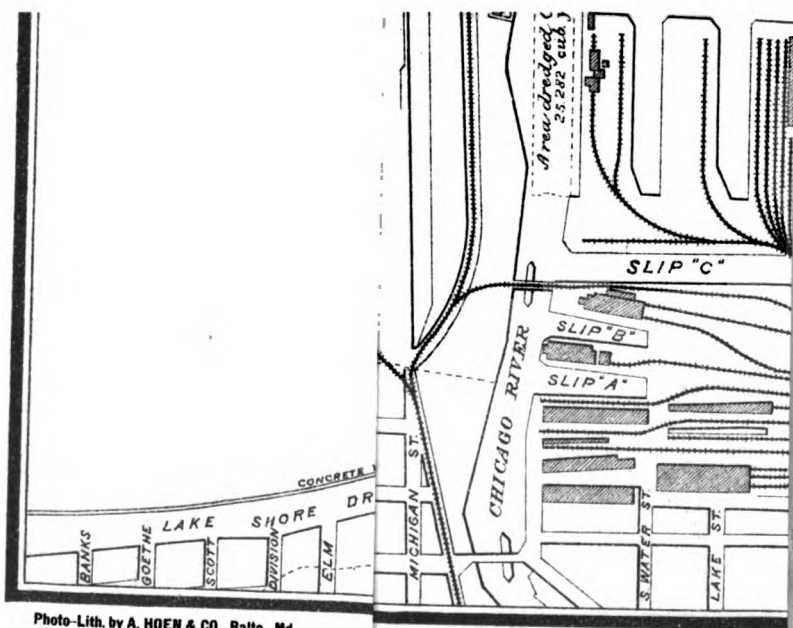 Area dredged
25.282 cub. y
SLIP "C"
SLIP "B"
SLIP "A"
CHICAGO RIVER
CONCRETE
LAKE SHORE DR
BANKS
GOETHE
SCOTT
DIVISION
ELM
MICHIGAN ST.
S. WATER ST.
LAKE ST.
Photo-Lith. by A. HOEN & CO., Balto., Md.